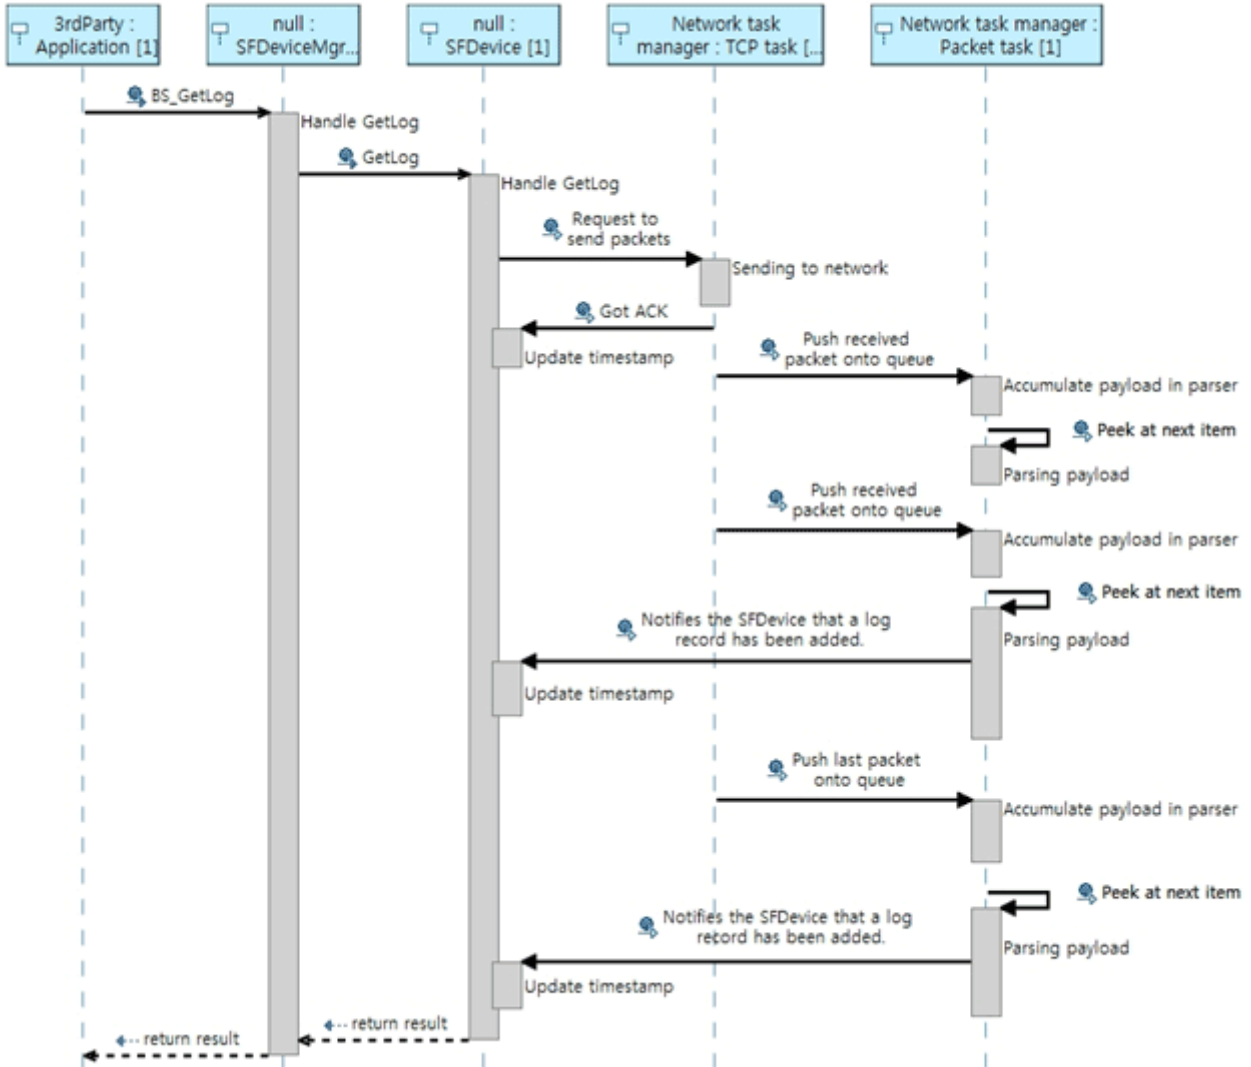 3rdParty :
Application [1]
null :
SFDeviceMgr...
null :
SFDevice [1]
Network task
manager : TCP task [...
Network task manager :
Packet task [1]
BS_GetLog
Handle GetLog
GetLog
Handle GetLog
Request to
send packets
Sending to network
Got ACK
Update timestamp
Push received
packet onto queue
Accumulate payload in parser
Peek at next item
Parsing payload
Push received
packet onto queue
Accumulate payload in parser
Peek at next item
Notifies the SFDevice that a log
record has been added.
Parsing payload
Update timestamp
Push last packet
onto queue
Accumulate payload in parser
Peek at next item
Notifies the SFDevice that a log
record has been added.
Parsing payload
Update timestamp
return result
return result